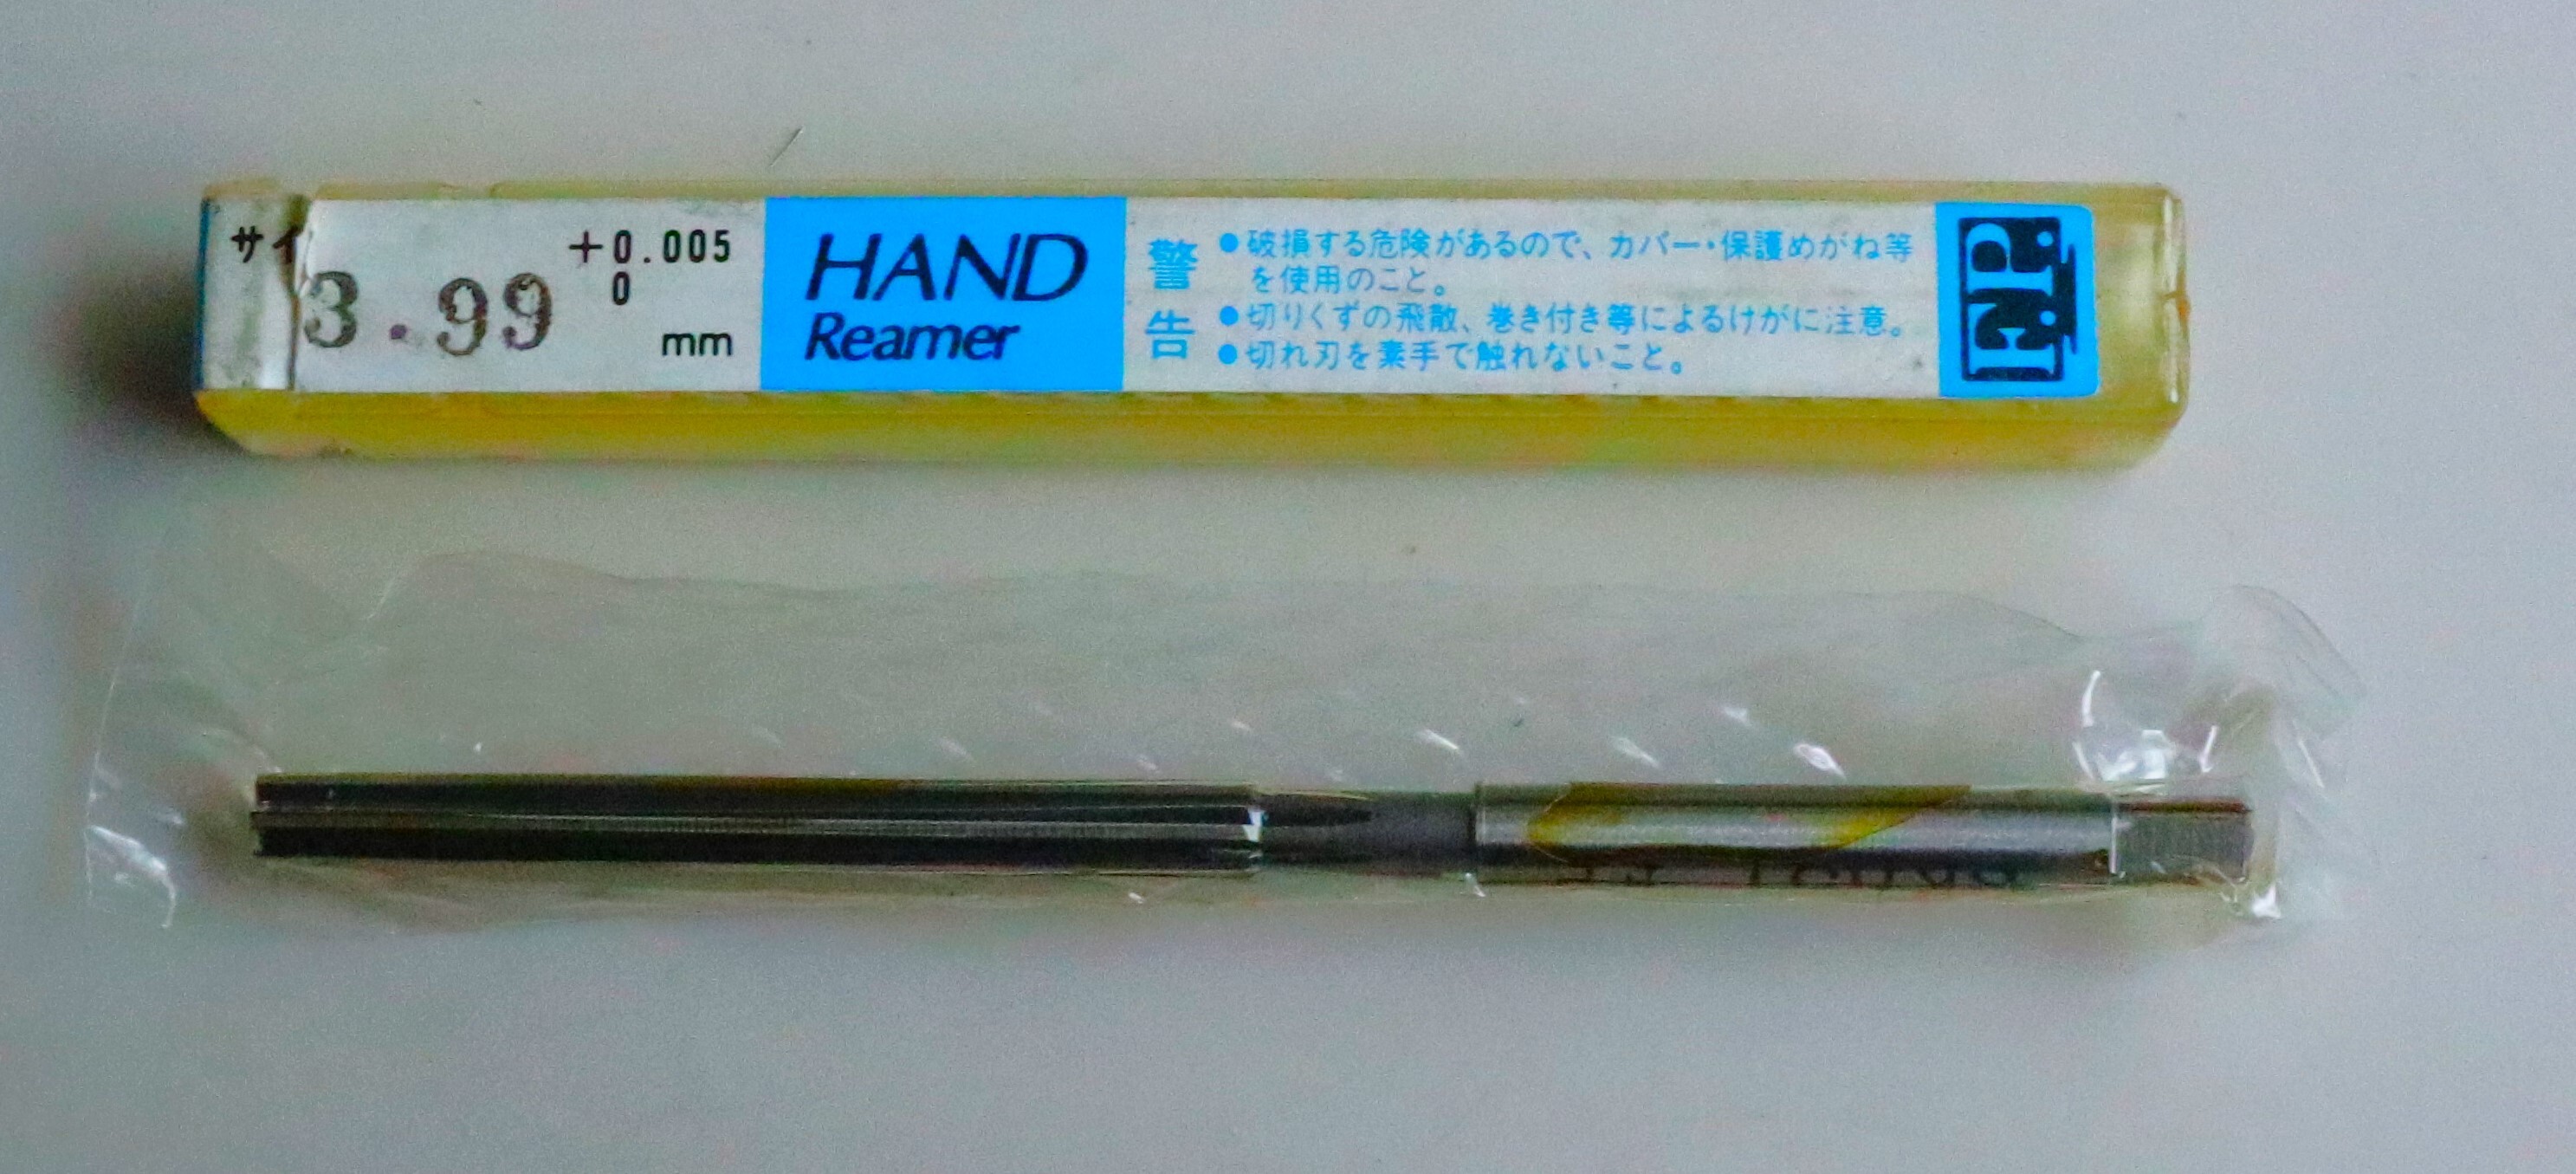 サイ
3.99 +0.005
0
mm
HAND
Reamer
警告
●破損する危険があるので、カバー・保護めがね等
を使用のこと。
●切りくずの飛散、巻き付き等によるけがに注意。
●切れ刃を素手で触れないこと。